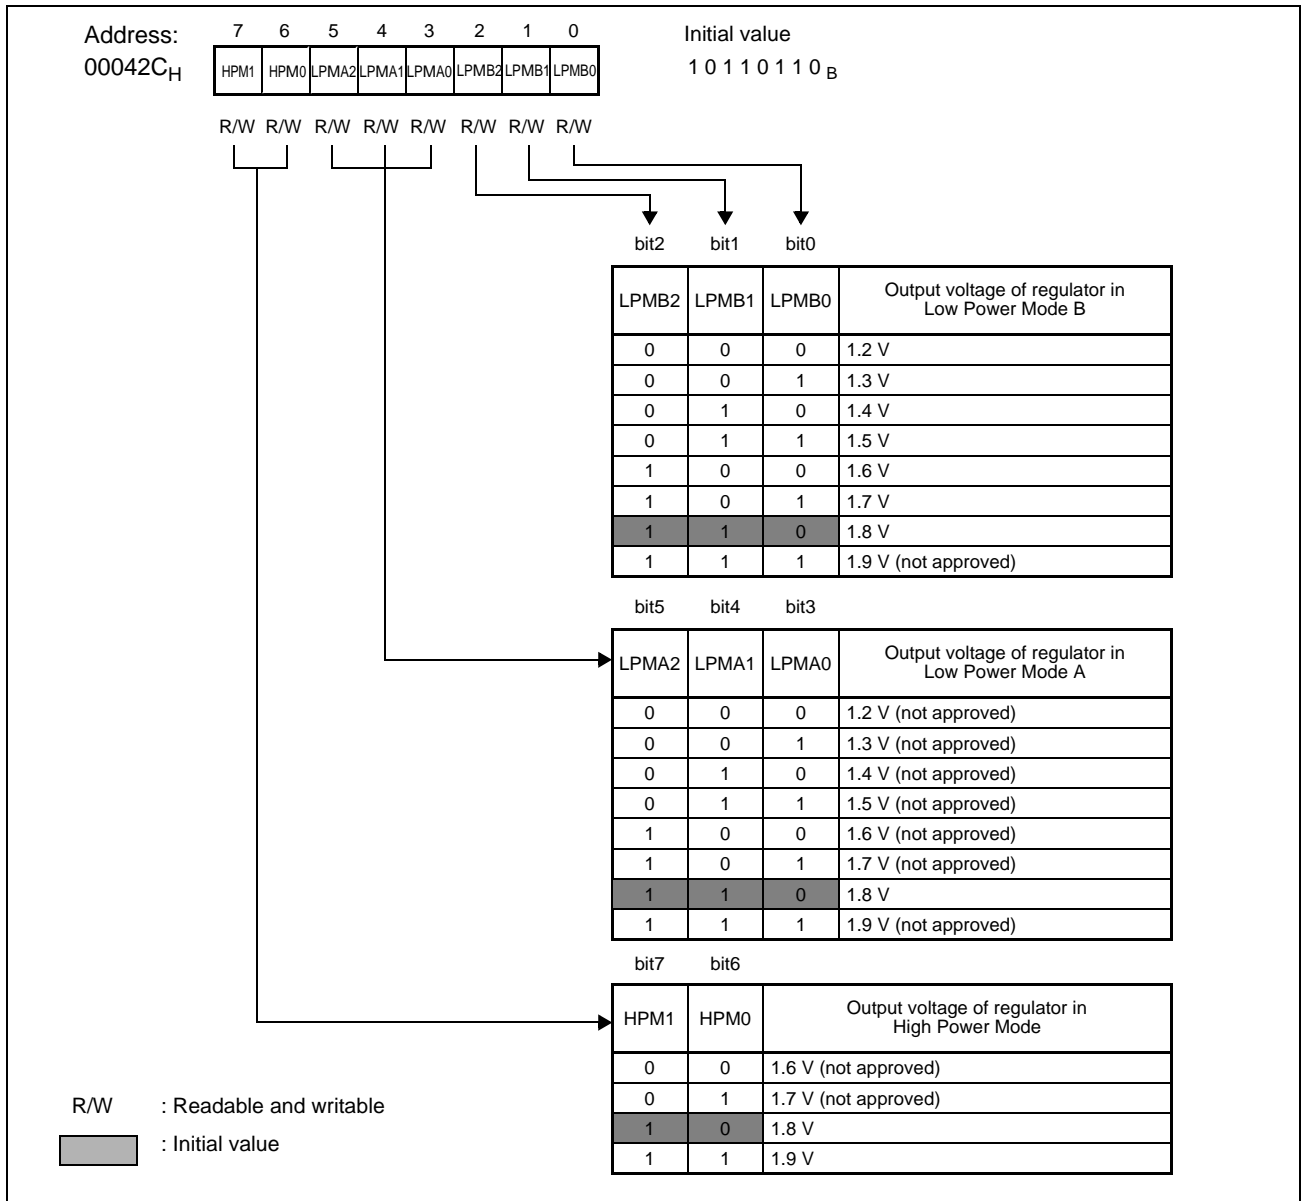 Address: 7 6 5 4 3 2 1 0 Initial value
00042CH HPM1 HPM0 LPMA2 LPMA1 LPMA0 LPMB2 LPMB1 LPMB0 1 0 1 1 0 1 1 0 B
R/W R/W R/W R/W R/W R/W R/W R/W
bit2 bit1 bit0
LPMB2 LPMB1 LPMB0 Output voltage of regulator in
Low Power Mode B
0 0 0 1.2 V
0 0 1 1.3 V
0 1 0 1.4 V
0 1 1 1.5 V
1 0 0 1.6 V
1 0 1 1.7 V
1 1 0 1.8 V
1 1 1 1.9 V (not approved)
bit5 bit4 bit3
LPMA2 LPMA1 LPMA0 Output voltage of regulator in
Low Power Mode A
0 0 0 1.2 V (not approved)
0 0 1 1.3 V (not approved)
0 1 0 1.4 V (not approved)
0 1 1 1.5 V (not approved)
1 0 0 1.6 V (not approved)
1 0 1 1.7 V (not approved)
1 1 0 1.8 V
1 1 1 1.9 V (not approved)
bit7 bit6
HPM1 HPM0 Output voltage of regulator in
High Power Mode
0 0 1.6 V (not approved)
0 1 1.7 V (not approved)
1 0 1.8 V
1 1 1.9 V
R/W : Readable and writable
: Initial value